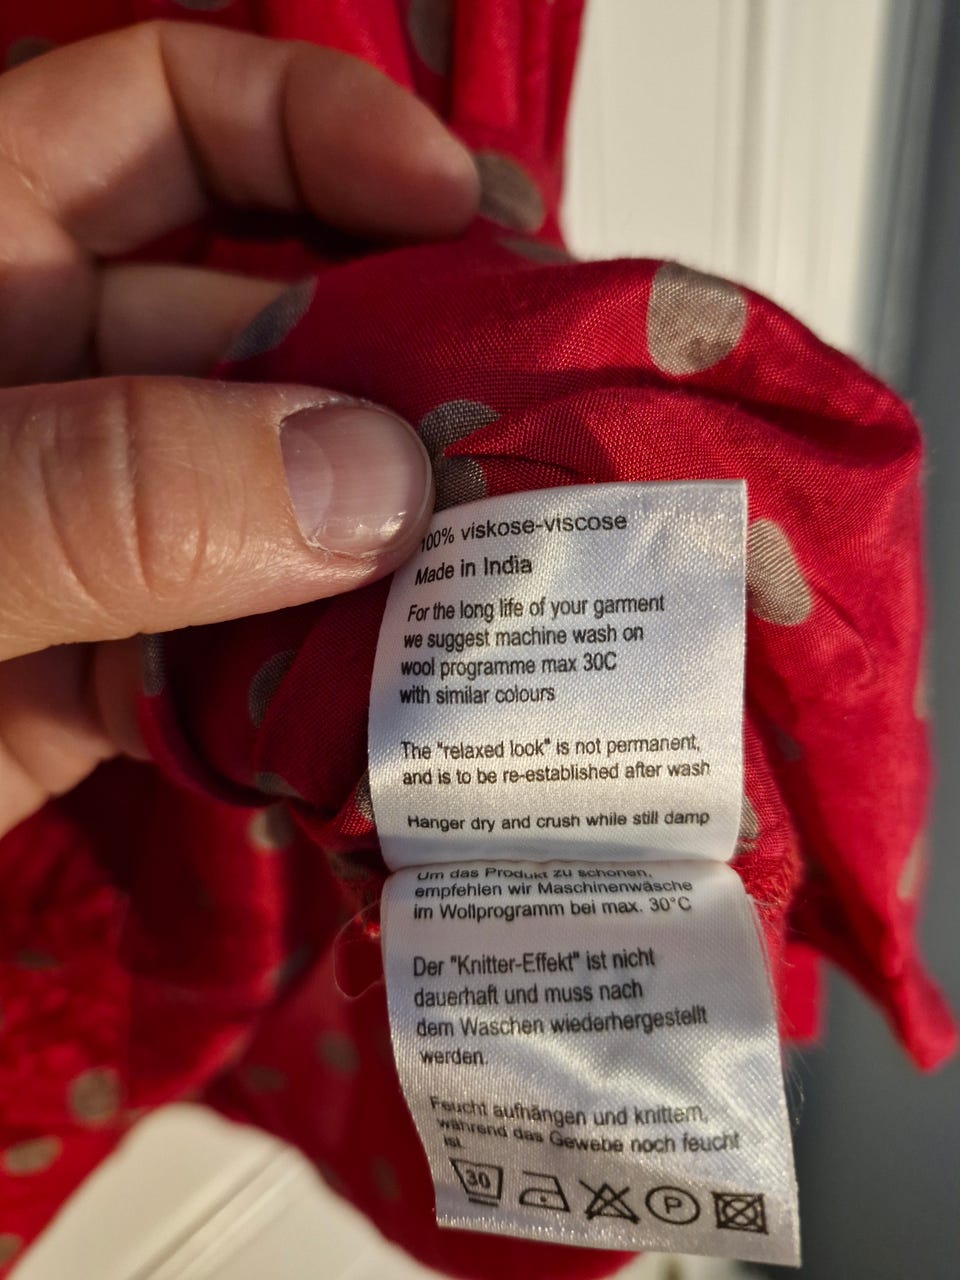 100% viskose-viscose
Made in India
For the long life of your garment
we suggest machine wash on
wool programme max 30C
with similar colours
The "relaxed look" is not permanent,
and is to be re-established after wash
Hanger dry and crush while still damp
Um das Produkt zu schonen,
empfehlen wir Maschinenwäsche
im Wollprogramm bei max. 30°C
Der "Knitter-Effekt" ist nicht
dauerhaft und muss nach
dem Waschen wiederhergestellt
werden.
Feucht aufhängen und knittern,
während das Gewebe noch feucht
ist.
30 P